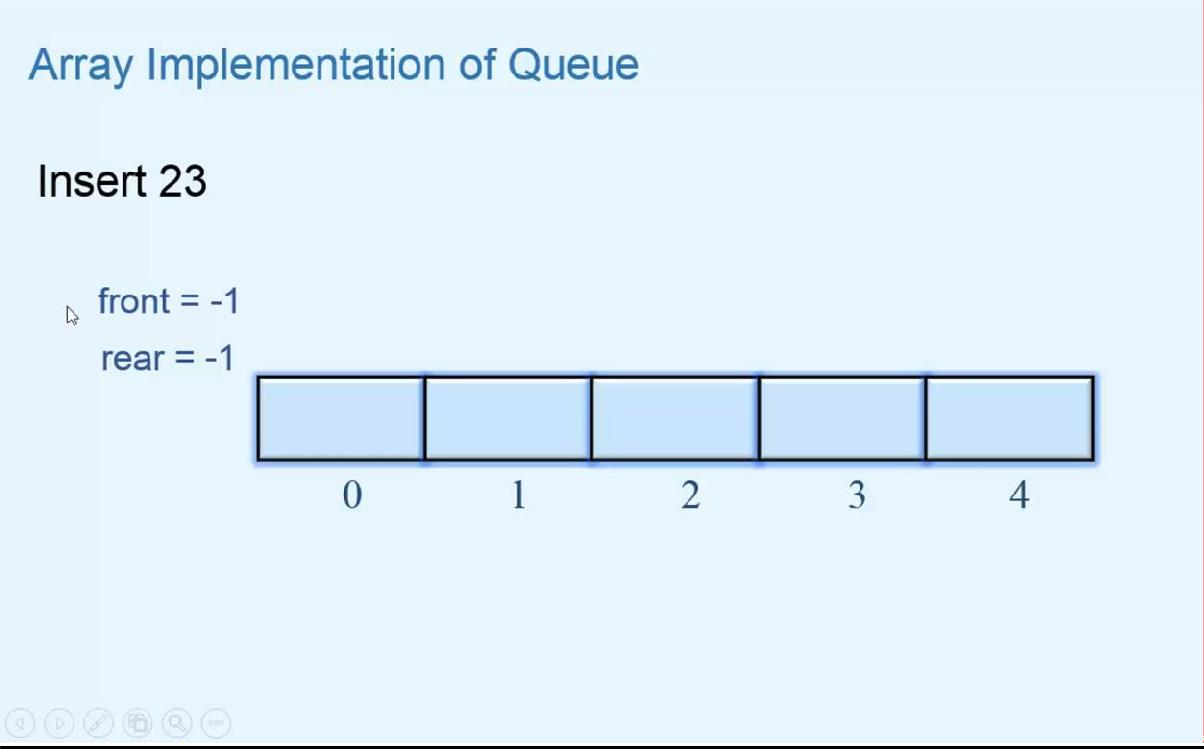 Array Implementation of Queue
Insert 23
front = -1
rear = -1
0 1 2 3 4